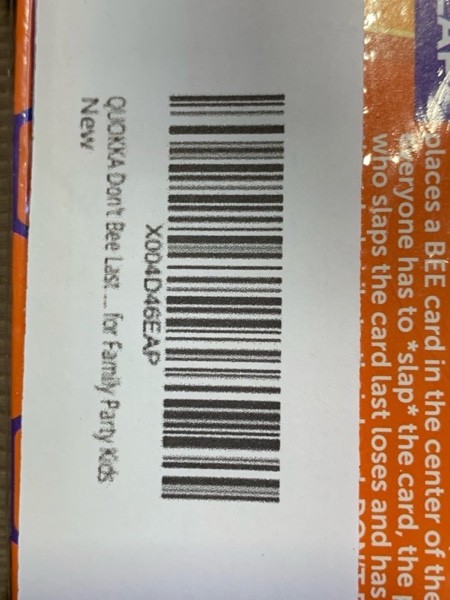 X004D46EAP
QUOKKA Don't Bee Last ... for Family Party Kids
New
places a BEE card in the center of the
everyone has to *slap* the card, the
who slaps the card last loses and has